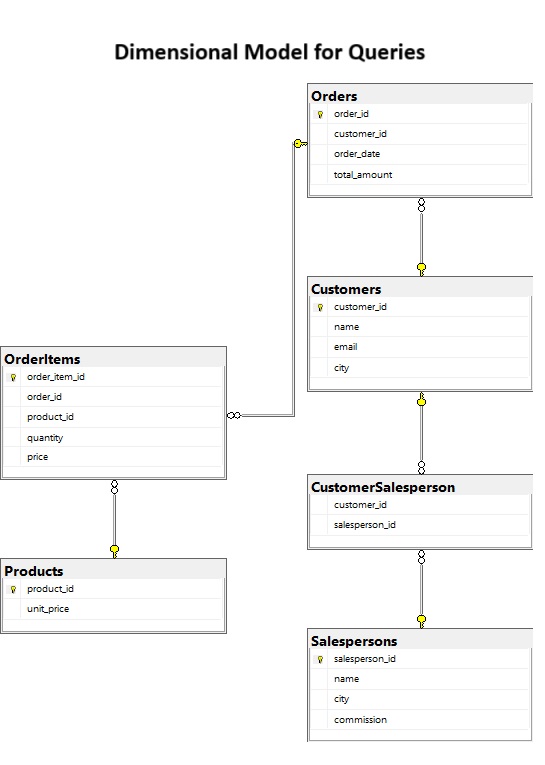 Dimensional Model for Queries
Orders
order_id
customer_id
order_date
total_amount
Customers
customer_id
name
email
city
OrderItems
order_item_id
order_id
product_id
quantity
price
CustomerSalesperson
customer_id
salesperson_id
Products
product_id
unit_price
Salespersons
salesperson_id
name
city
commission